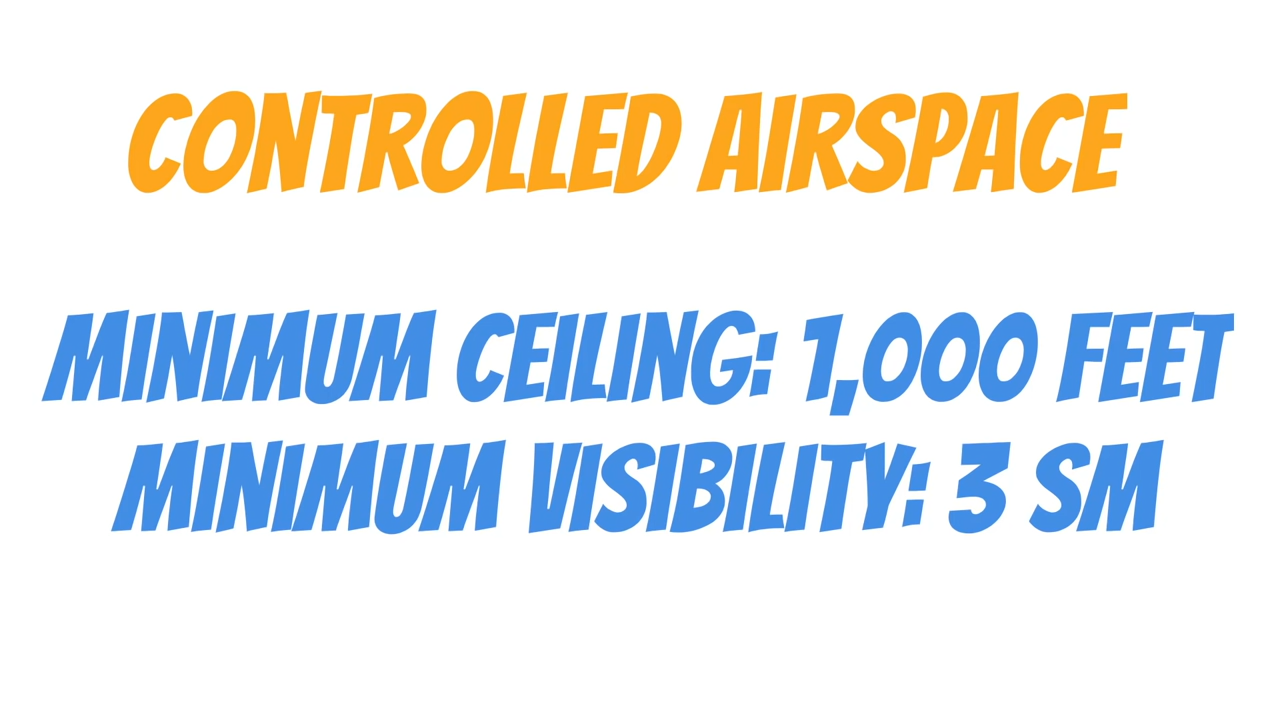 CONTROLLED AIRSPACE
MINIMUM CEILING: 1,000 FEET
MINIMUM VISIBILITY: 3 SM